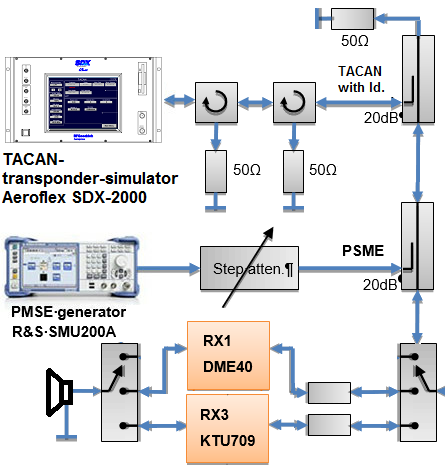 50Ω
SDX
TACAN
with Id.
20dB
50Ω
50Ω
TACAN-
transponder-simulator
Aeroflex SDX-2000
PSME
Step atten.¶
20dB
PMSE·generator
R&S·SMU200A
RX1
DME40
RX3
KTU709